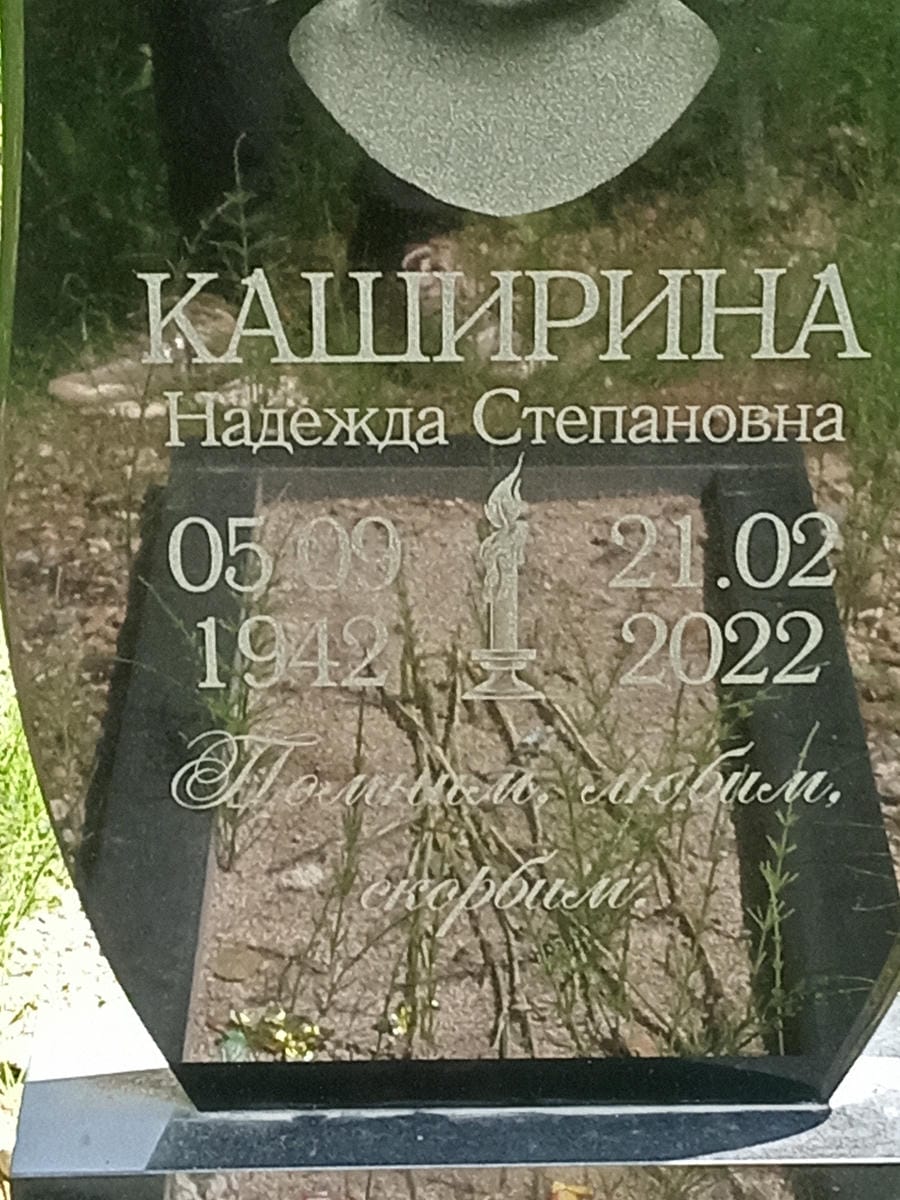 КАШИРИНА
Надежда Степановна
05.09 21.02
1942 2022
Помним, любим,
скорбим.